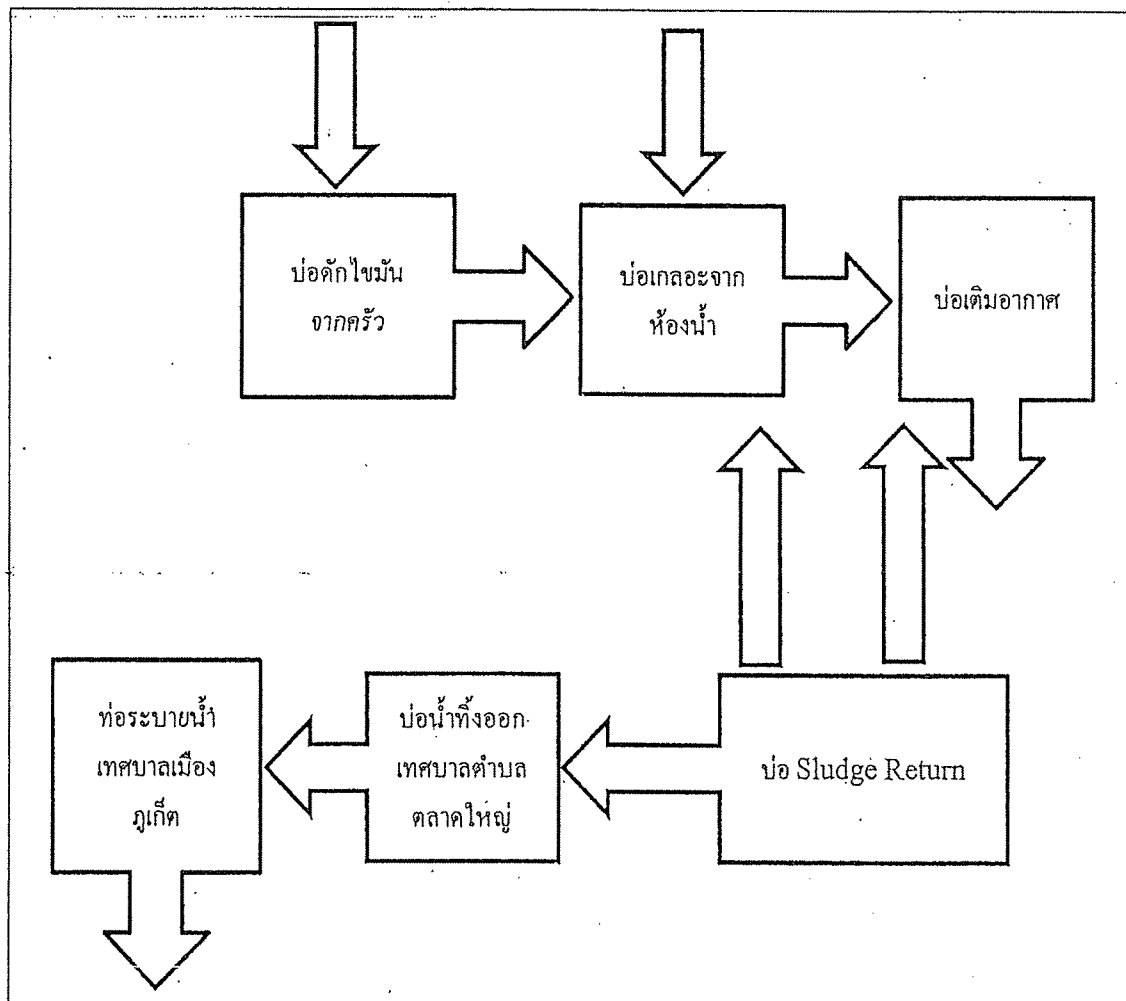 บ่อดักไขมัน
จากครัว
บ่อเกลอะจาก
ห้องน้ำ
บ่อเติมอากาศ
ท่อระบายน้ำ
เทศบาลเมือง
ภูเก็ต
บ่อน้ำทิ้งออก
เทศบาลตำบล
ตลาดใหญ่
บ่อ Sludge Return